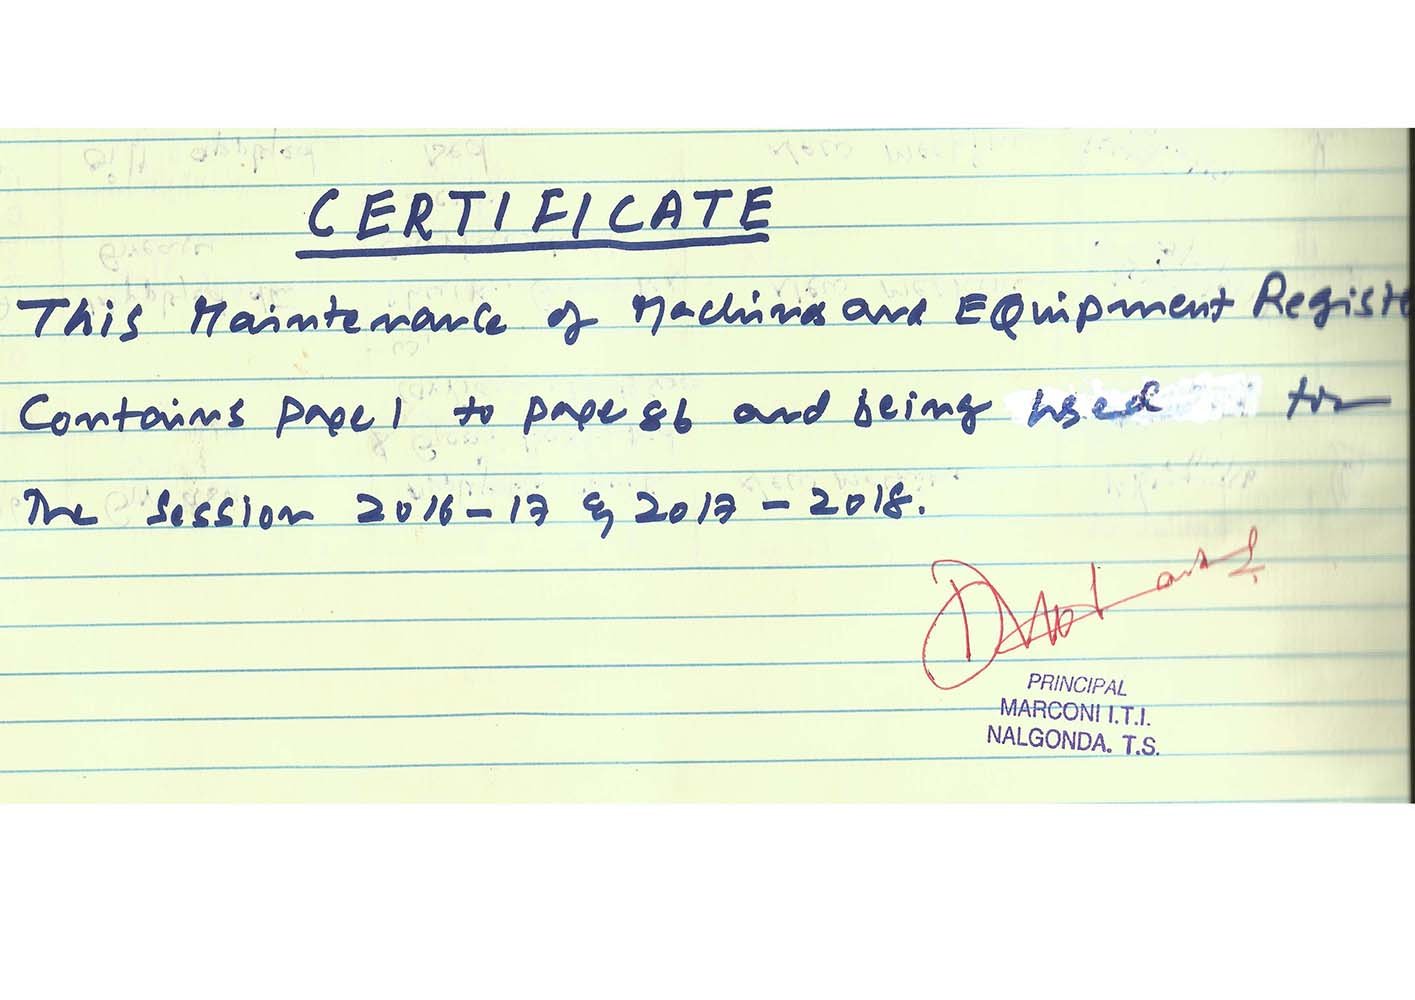 CERTIFICATE
This Maintenance of Machines and EQuipment Registe
Contains page 1 to page 86 and being used for
The Session 2016-17 & 2017-2018.
PRINCIPAL
MARCONI I.T.I.
NALGONDA. T.S.